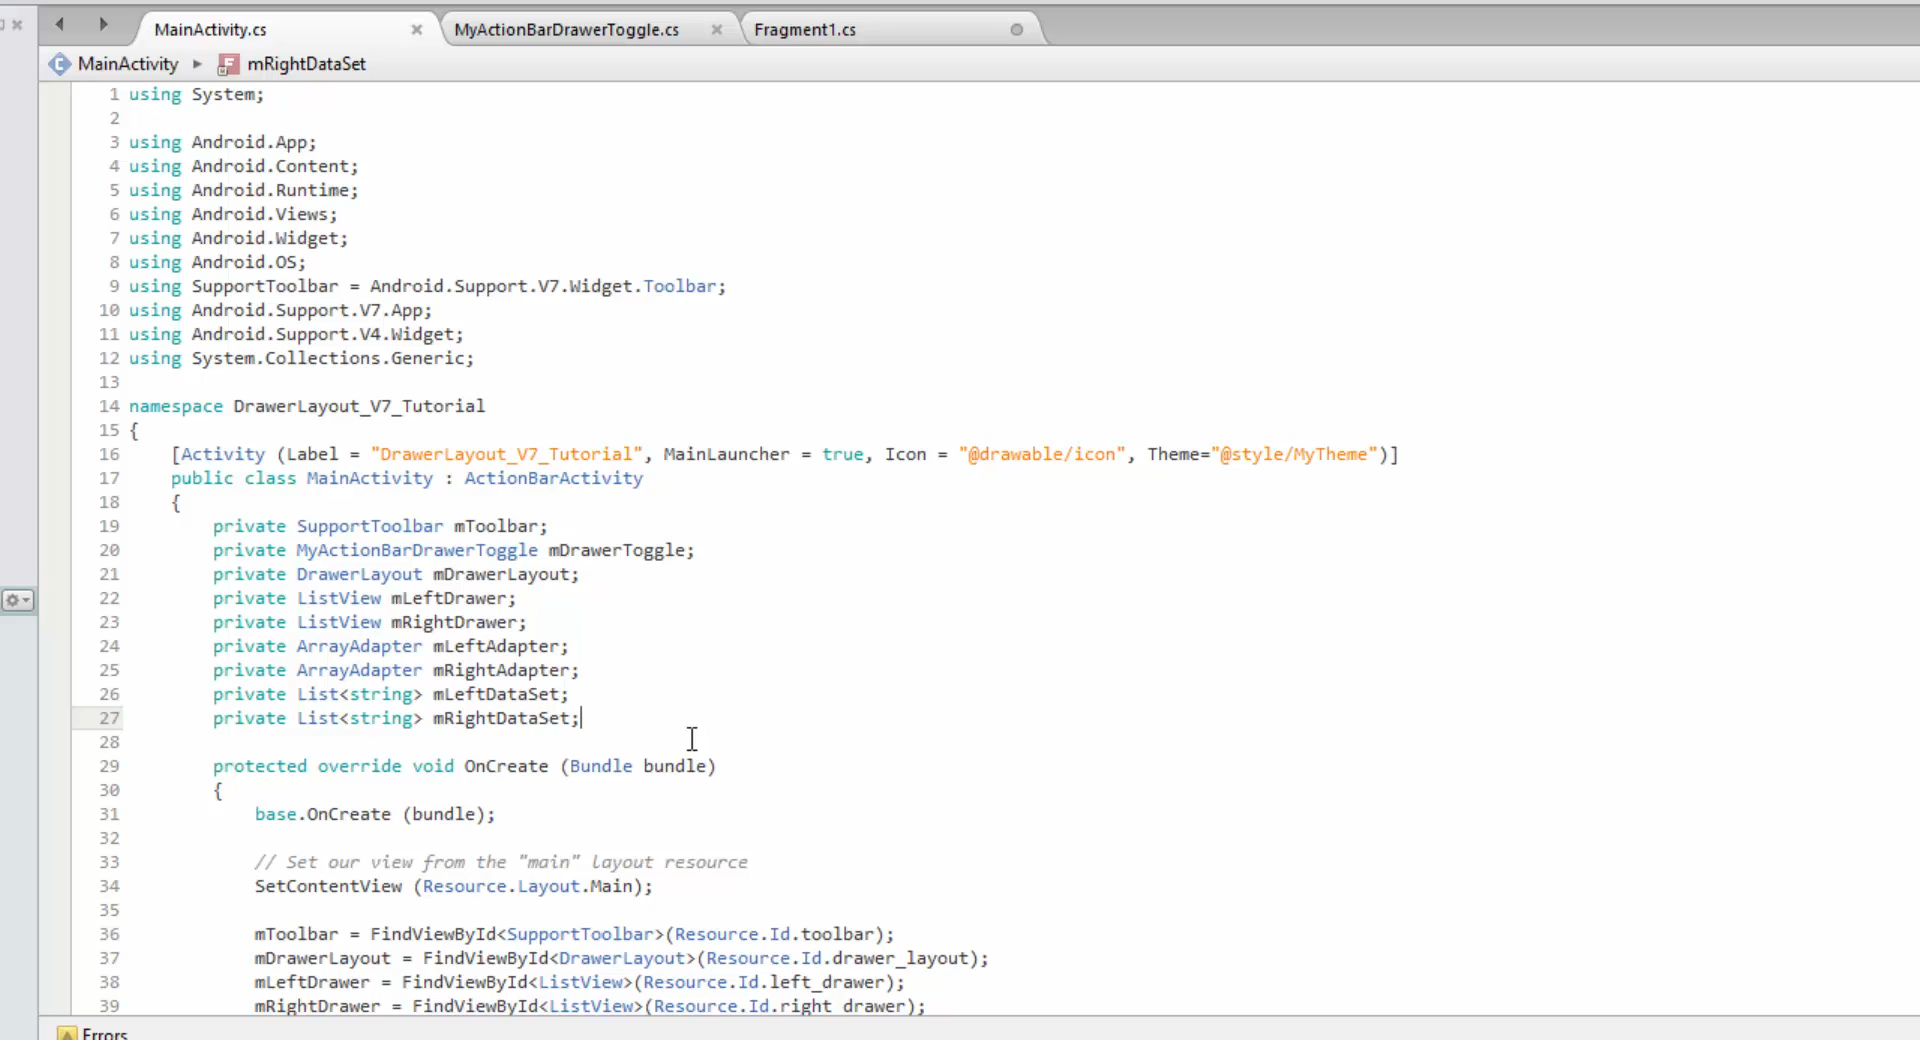 MainActivity.cs
MyActionBarDrawerToggle.cs
Fragment1.cs
MainActivity
mRightDataSet
1 using System;
2
3 using Android.App;
4 using Android.Content;
5 using Android.Runtime;
6 using Android.Views;
7 using Android.Widget;
8 using Android.OS;
9 using SupportToolbar = Android.Support.V7.Widget.Toolbar;
10 using Android.Support.V7.App;
11 using Android.Support.V4.Widget;
12 using System.Collections.Generic;
13
14 namespace DrawerLayout_V7_Tutorial
15 {
16 [Activity (Label = "DrawerLayout_V7_Tutorial", MainLauncher = true, Icon = "@drawable/icon", Theme="@style/MyTheme")]
17 public class MainActivity : ActionBarActivity
18 {
19 private SupportToolbar mToolbar;
20 private MyActionBarDrawerToggle mDrawerToggle;
21 private DrawerLayout mDrawerLayout;
22 private ListView mLeftDrawer;
23 private ListView mRightDrawer;
24 private ArrayAdapter mLeftAdapter;
25 private ArrayAdapter mRightAdapter;
26 private List<string> mLeftDataSet;
27 private List<string> mRightDataSet;
28
29 protected override void OnCreate (Bundle bundle)
30 {
31 base.OnCreate (bundle);
32
33 // Set our view from the "main" layout resource
34 SetContentView (Resource.Layout.Main);
35
36 mToolbar = FindViewById<SupportToolbar>(Resource.Id.toolbar);
37 mDrawerLayout = FindViewById<DrawerLayout>(Resource.Id.drawer_layout);
38 mLeftDrawer = FindViewById<ListView>(Resource.Id.left_drawer);
39 mRightDrawer = FindViewById<ListView>(Resource.Id.right_drawer);
Errors